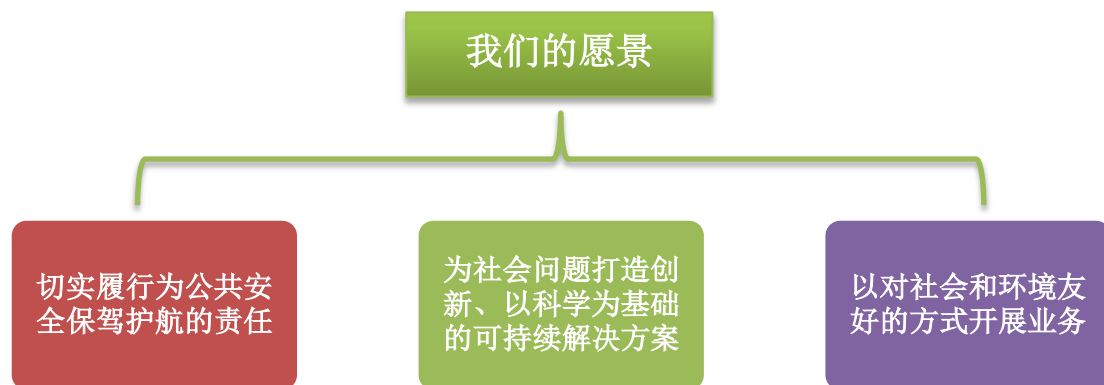 我们的愿景
切实履行为公共安
全保驾护航的责任
为社会问题打造创
新、以科学为基础
的可持续解决方案
以对社会和环境友
好的方式开展业务